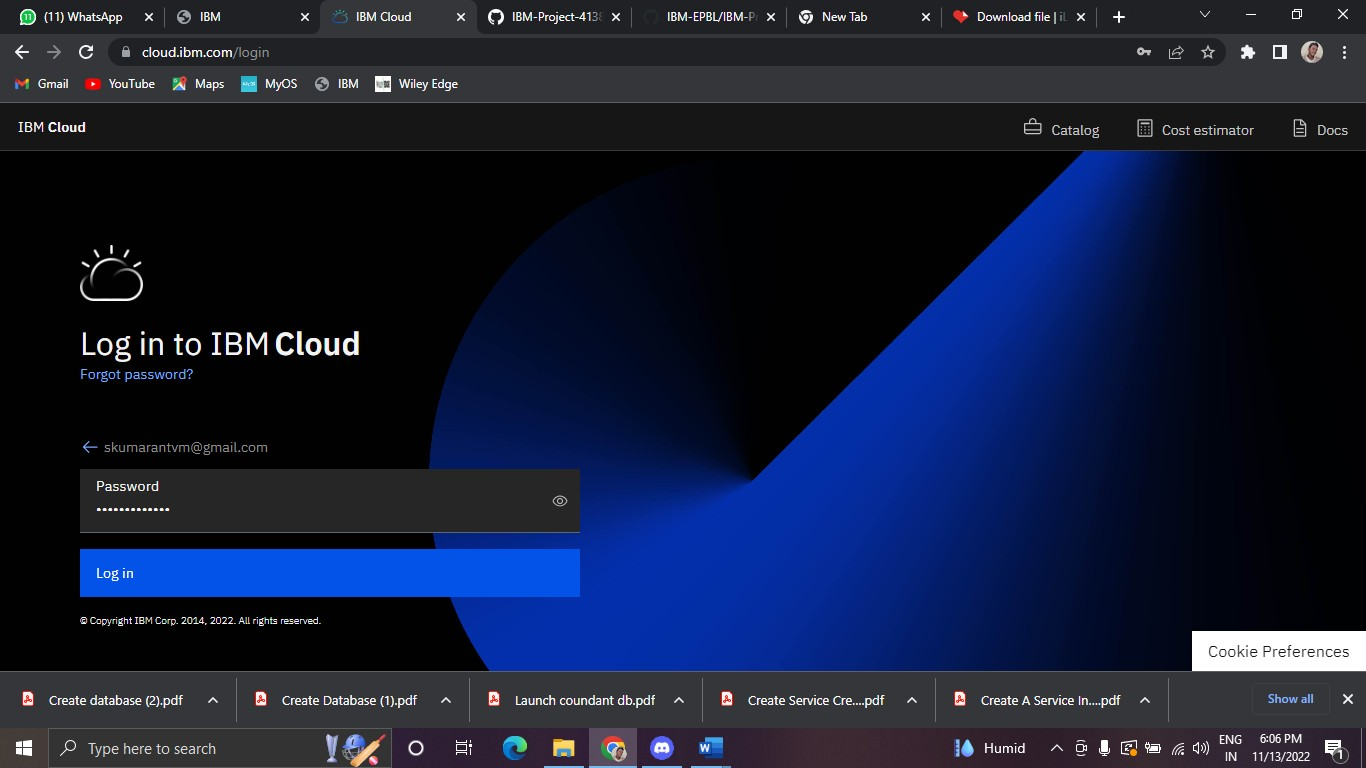 (11) WhatsApp
IBM
IBM Cloud
IBM-Project-4138
IBM-EPBL/IBM-P
New Tab
Download file | iL
cloud.ibm.com/login
Gmail
YouTube
Maps
MyOS
IBM
Wiley Edge
IBM Cloud
Catalog
Cost estimator
Docs
Log in to IBM Cloud
Forgot password?
skumarantvm@gmail.com
Password
•••••••••••••
Log in
© Copyright IBM Corp. 2014, 2022. All rights reserved.
Cookie Preferences
Create database (2).pdf
Create Database (1).pdf
Launch coundant db.pdf
Create Service Cre....pdf
Create A Service In....pdf
Show all
Type here to search
Humid
ENG
IN
6:06 PM
11/13/2022
1